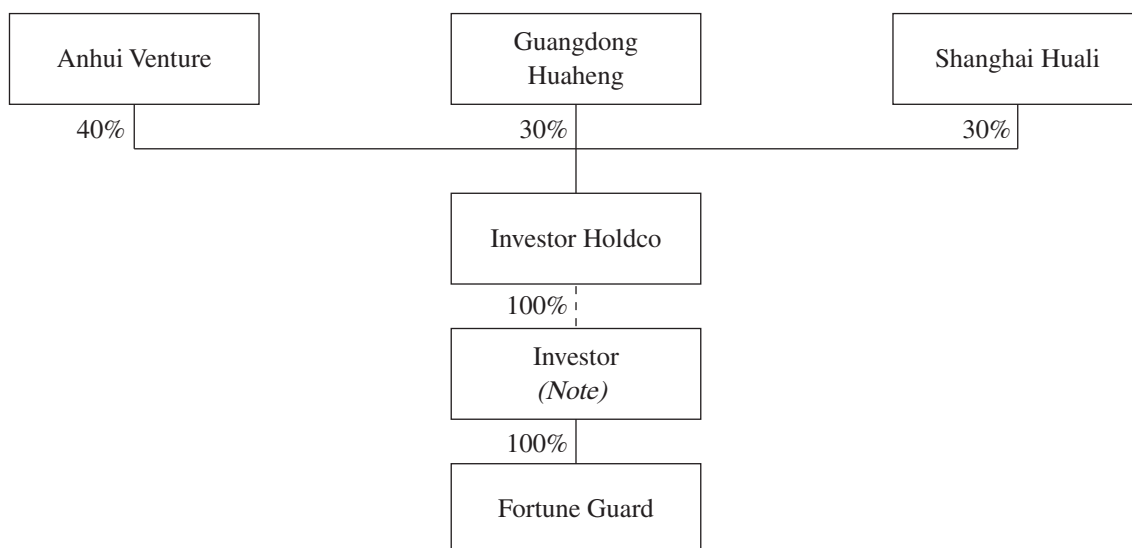 Anhui Venture
Guangdong
Huaheng
Shanghai Huali
40%
30%
30%
Investor Holdco
100%
Investor
(Note)
100%
Fortune Guard